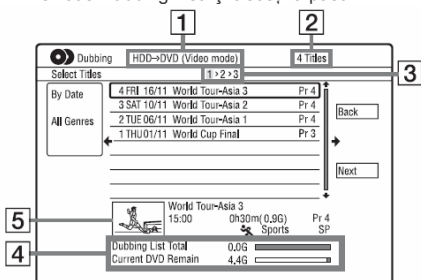 1
2
Dubbing HDD→DVD (Video mode) 4 Titles
Select Titles 1>2>3
3
By Date
All Genres
4 FRI 16/11 World Tour-Asia 3 Pr 4
3 SAT 10/11 World Tour-Asia 2 Pr 4
2 TUE 06/11 World Tour-Asia 1 Pr 4
1 THU 01/11 World Cup Final Pr 3
Back
Next
5
World Tour-Asia 3
15:00 0h30m(0.9G) Pr 4
Sports SP
4
Dubbing List Total 0.0G
Current DVD Remain 4.4G